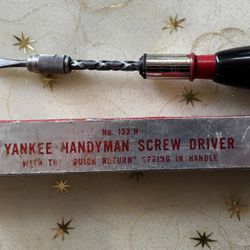 No. 133 H
YANKEE-HANDYMAN SCREW DRIVER
WITH THE "QUICK RETURN" SPRING IN HANDLE